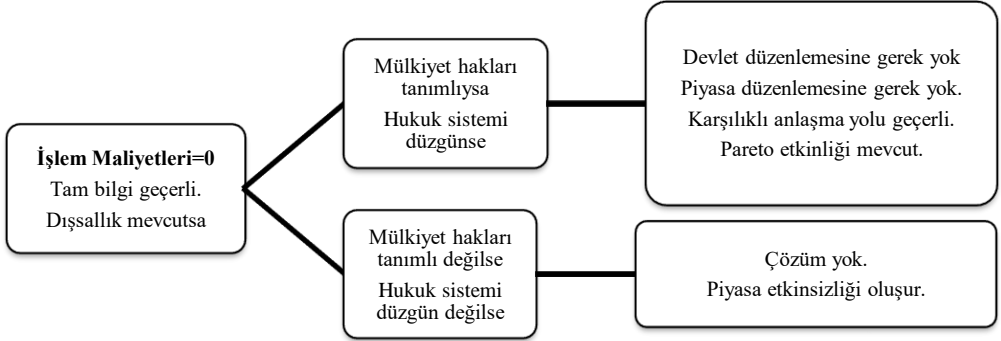 İşlem Maliyetleri=0
Tam bilgi geçerli.
Dışsallık mevcutsa
Mülkiyet hakları
tanımlıysa
Hukuk sistemi
düzgünse
Devlet düzenlemesine gerek yok
Piyasa düzenlemesine gerek yok.
Karşılıklı anlaşma yolu geçerli.
Pareto etkinliği mevcut.
Mülkiyet hakları
tanımlı değilse
Hukuk sistemi
düzgün değilse
Çözüm yok.
Piyasa etkinsizliği oluşur.